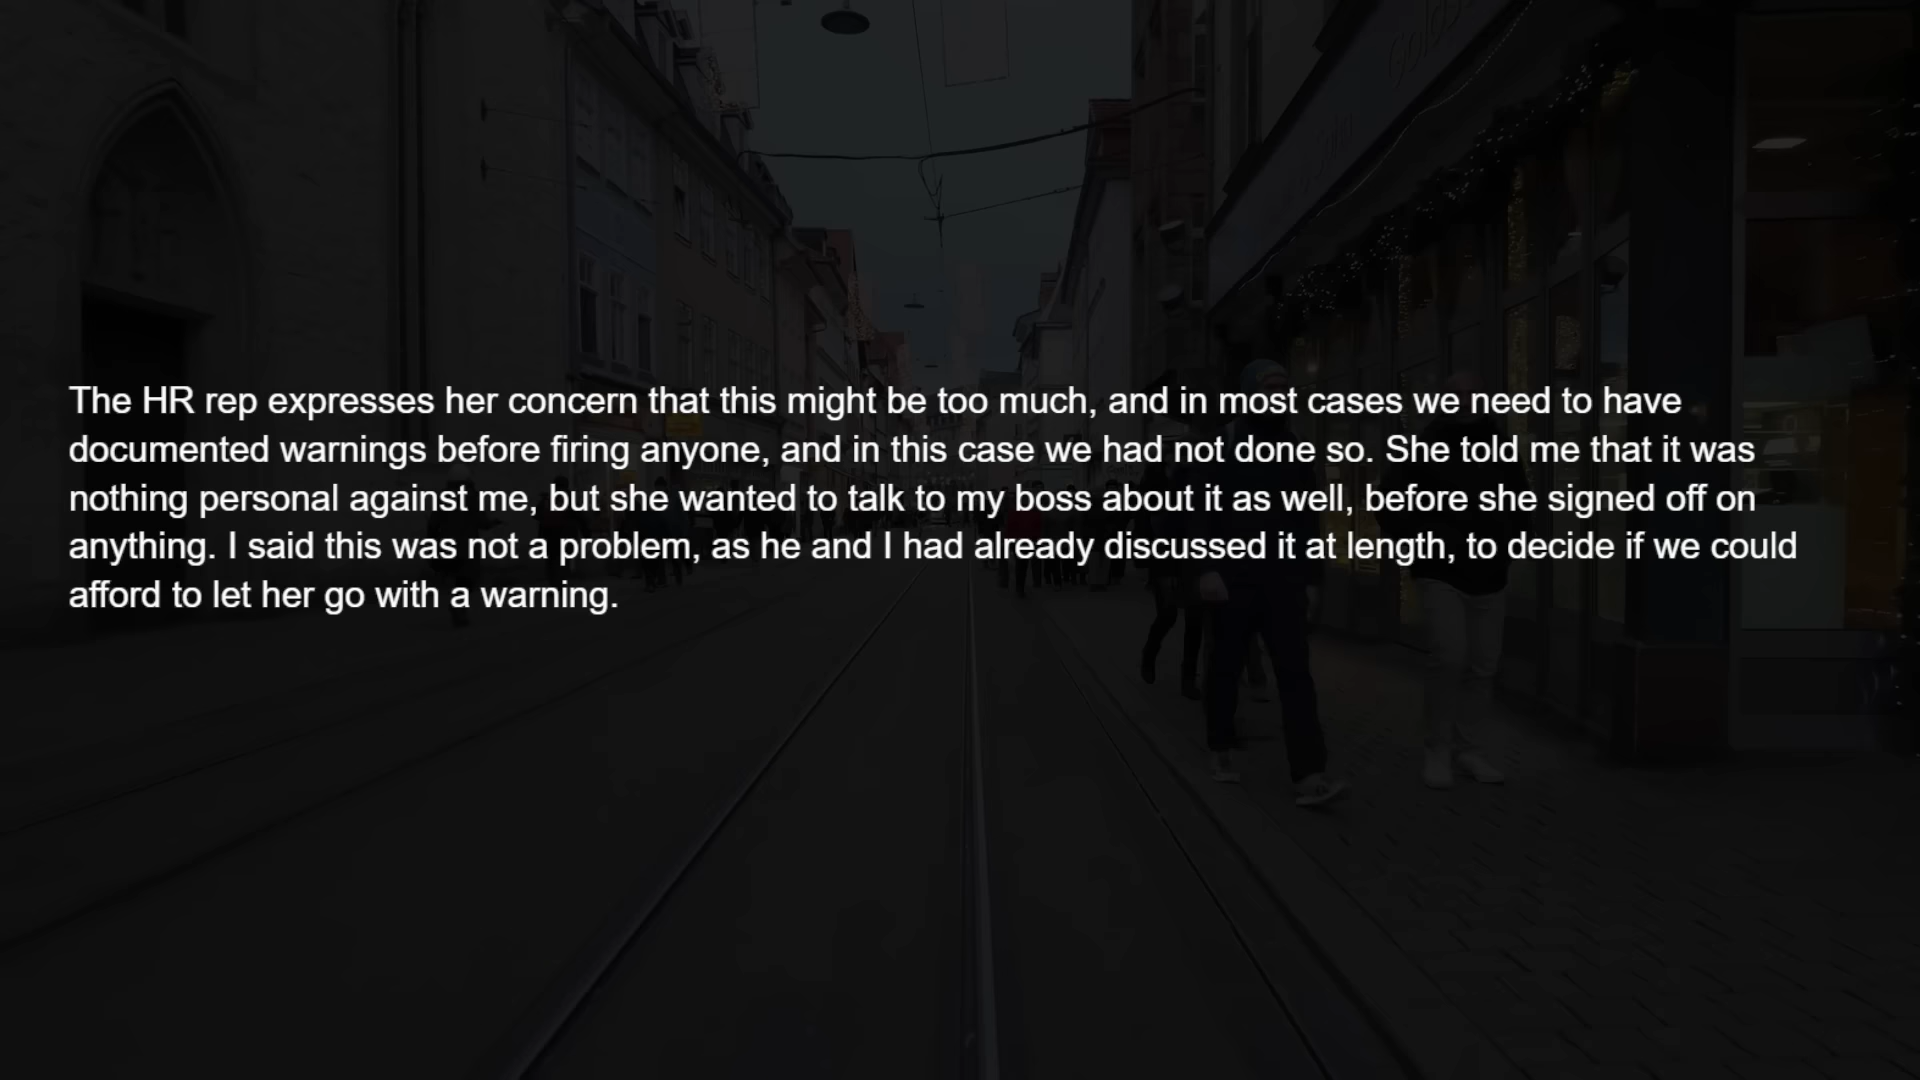 The HR rep expresses her concern that this might be too much, and in most cases we need to have
documented warnings before firing anyone, and in this case we had not done so. She told me that it was
nothing personal against me, but she wanted to talk to my boss about it as well, before she signed off on
anything. I said this was not a problem, as he and I had already discussed it at length, to decide if we could
afford to let her go with a warning.